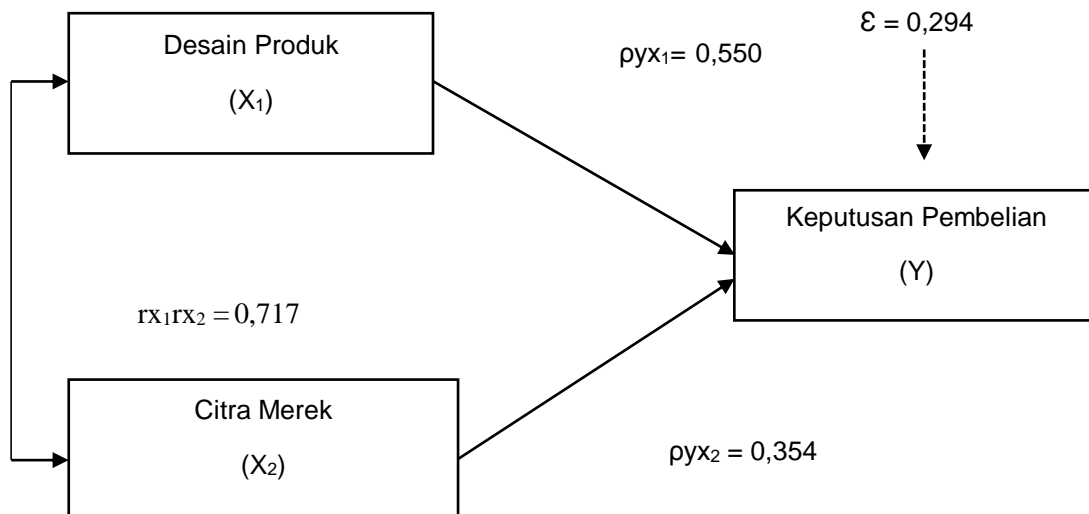 Desain Produk
(X₁)
ρyx₁= 0,550
Ɛ = 0,294
Keputusan Pembelian
(Y)
rx₁rx₂ = 0,717
Citra Merek
(X₂)
ρyx₂ = 0,354